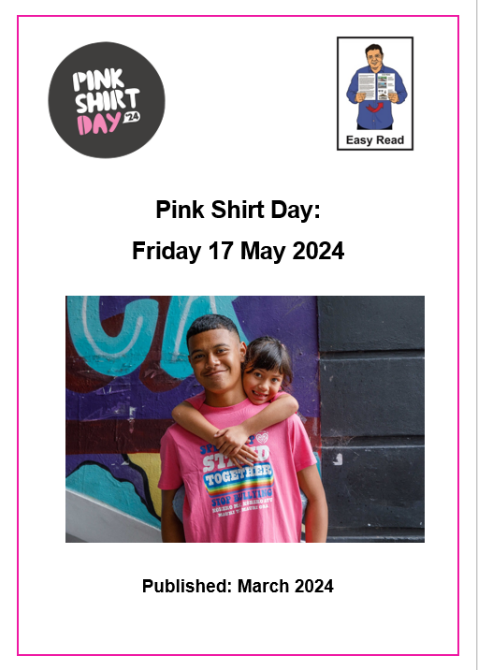 PINK
SHIRT
DAY '24
Easy Read
Pink Shirt Day:
Friday 17 May 2024
STAND
TOGETHER
STOP BULLYING
Published: March 2024